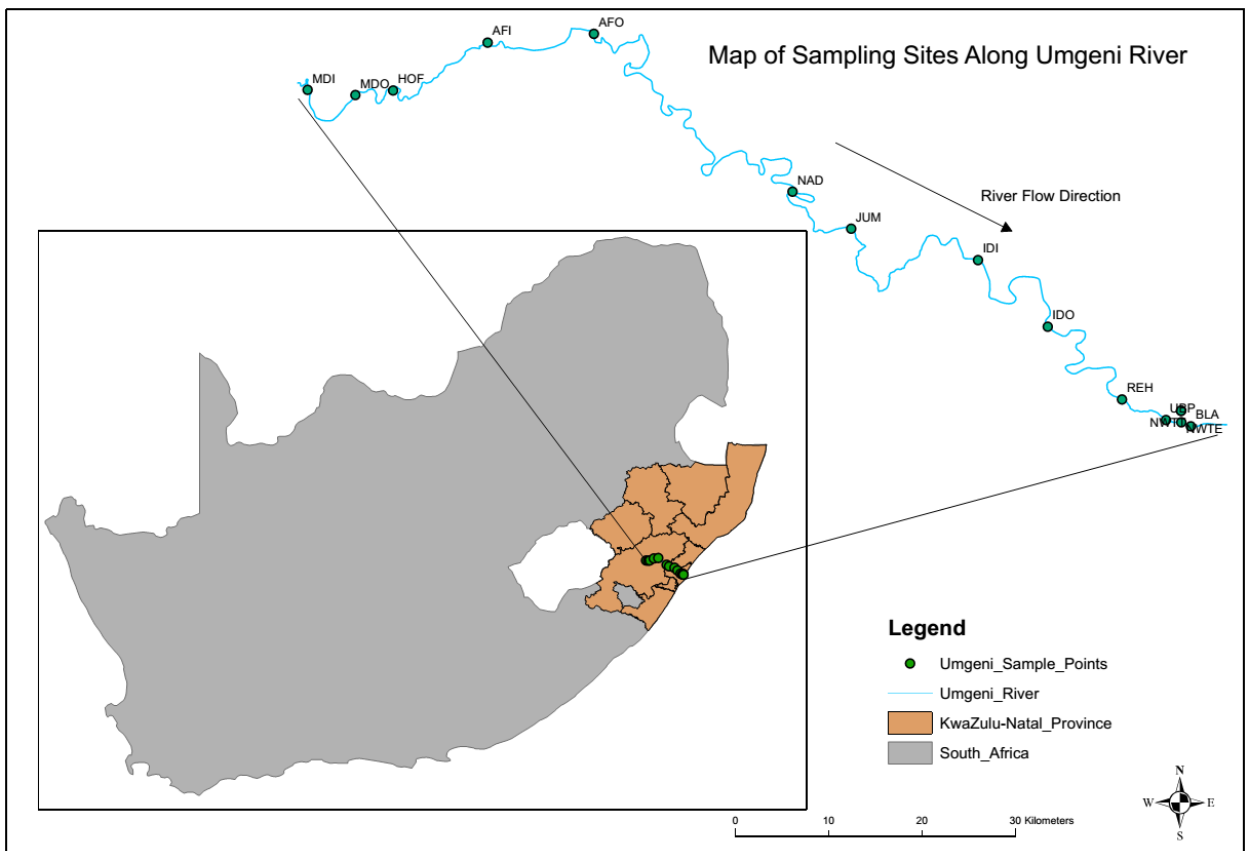 Map of Sampling Sites Along Umgeni River
AFO
AFI
MDI
MDO
HOF
NAD
River Flow Direction
JUM
IDI
IDO
REH
BLA
NWTE
Legend
Umgeni_Sample_Points
Umgeni_River
KwaZulu-Natal_Province
South_Africa
N
W
E
S
0 10 20 30 Kilometers